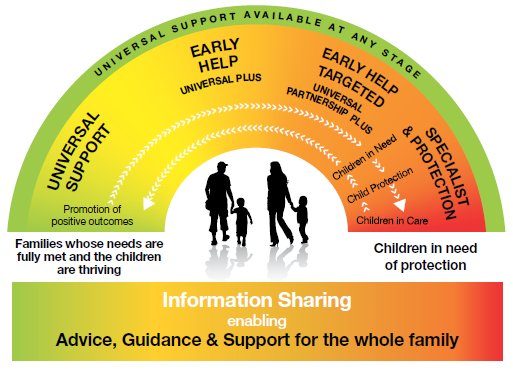 UNIVERSAL SUPPORT AVAILABLE AT ANY STAGE
UNIVERSAL
SUPPORT
EARLY
HELP
UNIVERSAL PLUS
EARLY HELP
TARGETED
UNIVERSAL
PARTNERSHIP PLUS
SPECIALIST
& PROTECTION
Children in Need
Child Protection
Children in Care
Promotion of
positive outcomes
Families whose needs are
fully met and the children
are thriving
Children in need
of protection
Information Sharing
enabling
Advice, Guidance & Support for the whole family